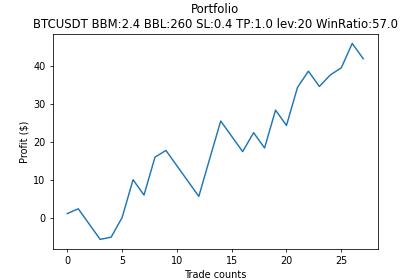 Portfolio
BTCUSDT BBM:2.4 BBL:260 SL:0.4 TP:1.0 lev:20 WinRatio:57.0
40
30
20
10
0
Profit ($)
0 5 10 15 20 25
Trade counts